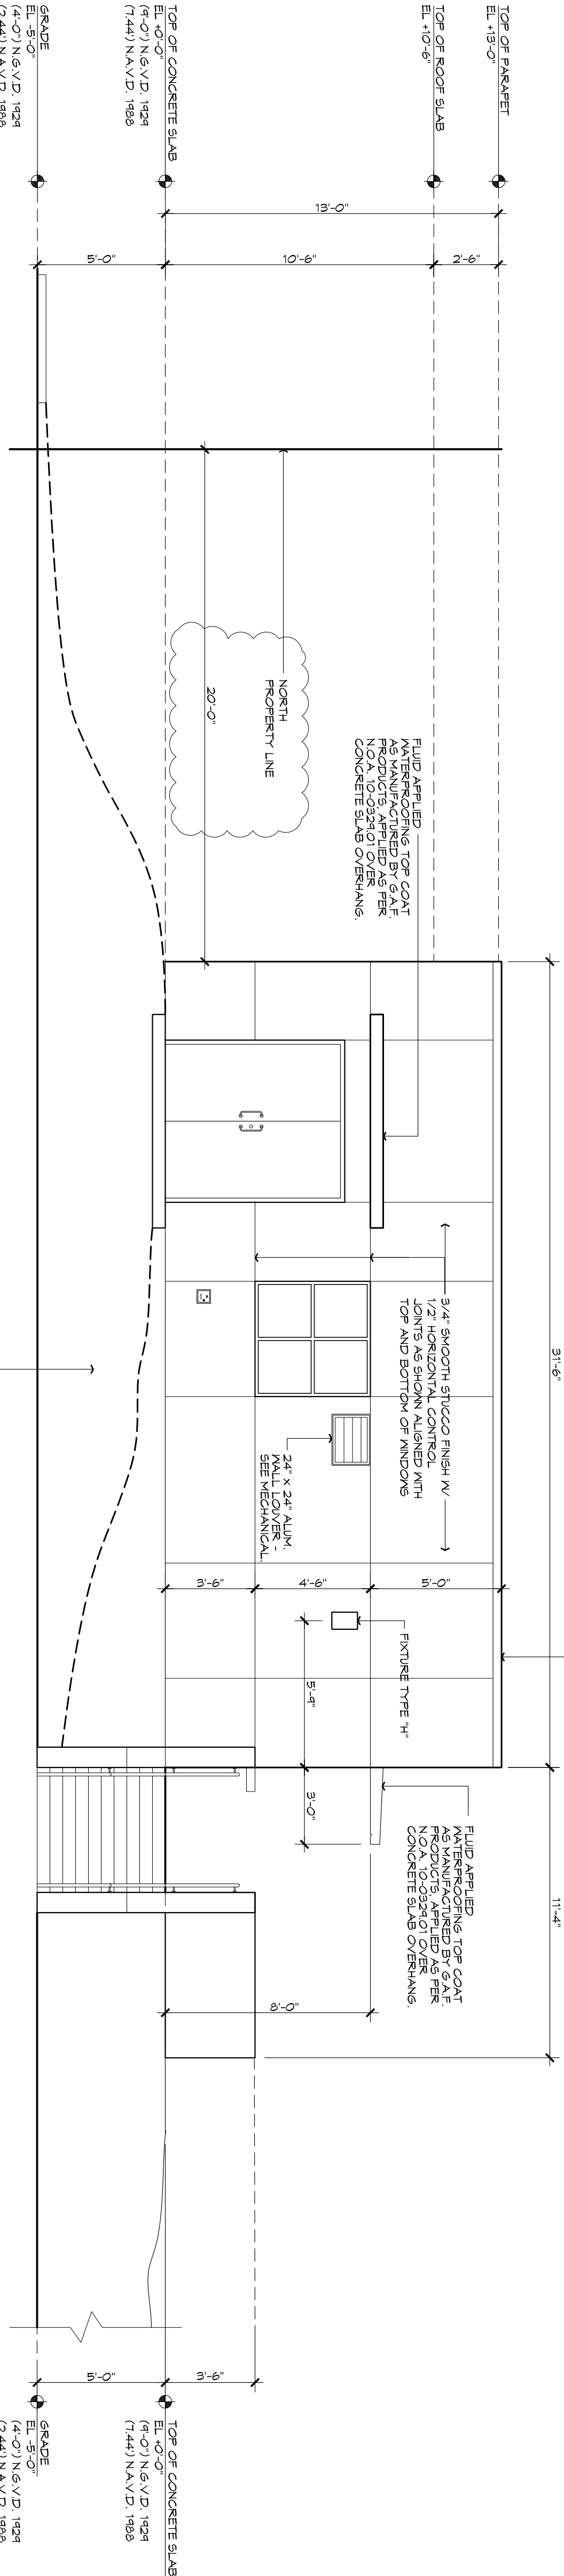 TOP OF PARAPET
EL +13'-0"
TOP OF ROOF SLAB
EL +10'-6"
TOP OF CONCRETE SLAB
EL +0'-0"
(9'-0") N.G.V.D. 1929
(7.44') N.A.V.D. 1988
GRADE
EL -5'-0"
(4'-0") N.G.V.D. 1929
(2.44') N.A.V.D. 1988
13'-0"
2'-6"
10'-6"
5'-0"
NORTH
PROPERTY LINE
20'-0"
FLUID APPLIED
WATERPROOFING TOP COAT
AS MANUFACTURED BY G.A.F.
PRODUCTS, APPLIED AS PER
N.O.A. 10-0329.01 OVER
CONCRETE SLAB OVERHANG.
31'-6"
3/4" SMOOTH STUCCO FINISH W/
1/2" HORIZONTAL CONTROL
JOINTS AS SHOWN ALIGNED WITH
TOP AND BOTTOM OF WINDOWS
24" X 24" ALUM.
WALL LOUVER -
SEE MECHANICAL.
5'-0"
4'-6"
3'-6"
FIXTURE TYPE "H"
5'-9"
3'-0"
FLUID APPLIED
WATERPROOFING TOP COAT
AS MANUFACTURED BY G.A.F.
PRODUCTS, APPLIED AS PER
N.O.A. 10-0329.01 OVER
CONCRETE SLAB OVERHANG.
11'-4"
8'-0"
3'-6"
5'-0"
TOP OF CONCRETE SLAB
EL +0'-0"
(9'-0") N.G.V.D. 1929
(7.44') N.A.V.D. 1988
GRADE
EL -5'-0"
(4'-0") N.G.V.D. 1929
(2.44') N.A.V.D. 1988